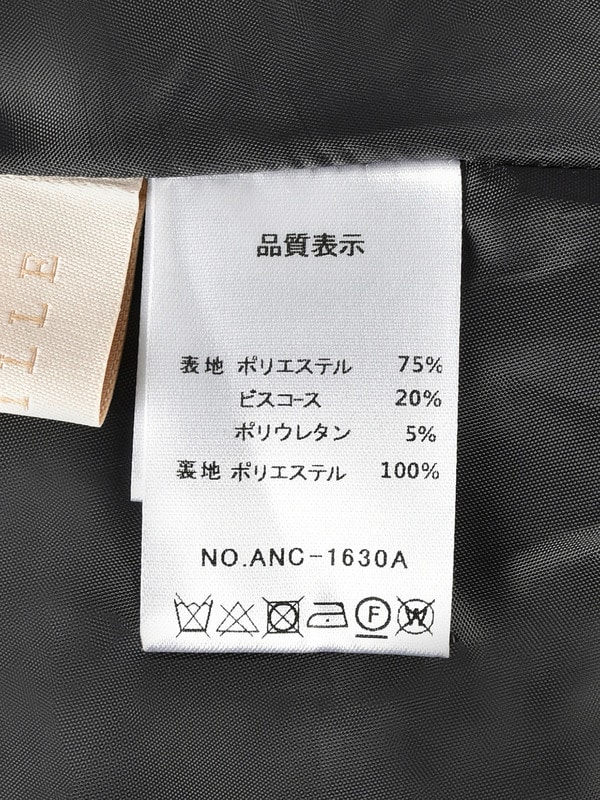 品質表示
表地 ポリエステル 75%
ビスコース 20%
ポリウレタン 5%
裏地 ポリエステル 100%
NO.ANC-1630A
F W